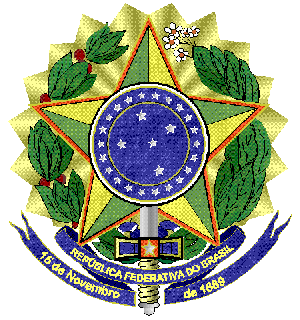 REPÚBLICA FEDERATIVA DO BRASIL
15 de Novembro
de 1889